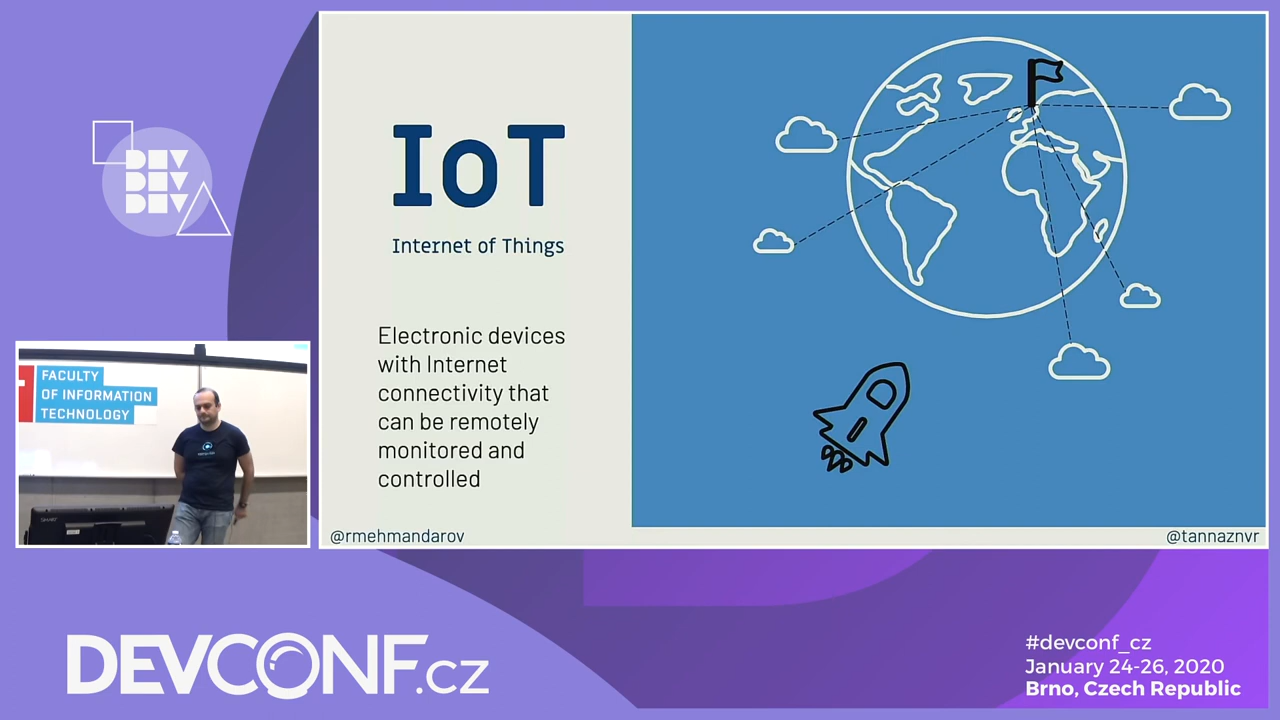 DEV
DEV
DEV
IoT
Internet of Things
Electronic devices
with Internet
connectivity that
can be remotely
monitored and
controlled
@rmehmandarov
@tannaznvr
FACULTY
OF INFORMATION
TECHNOLOGY
DEVCONF.cz
#devconf_cz
January 24-26, 2020
Brno, Czech Republic